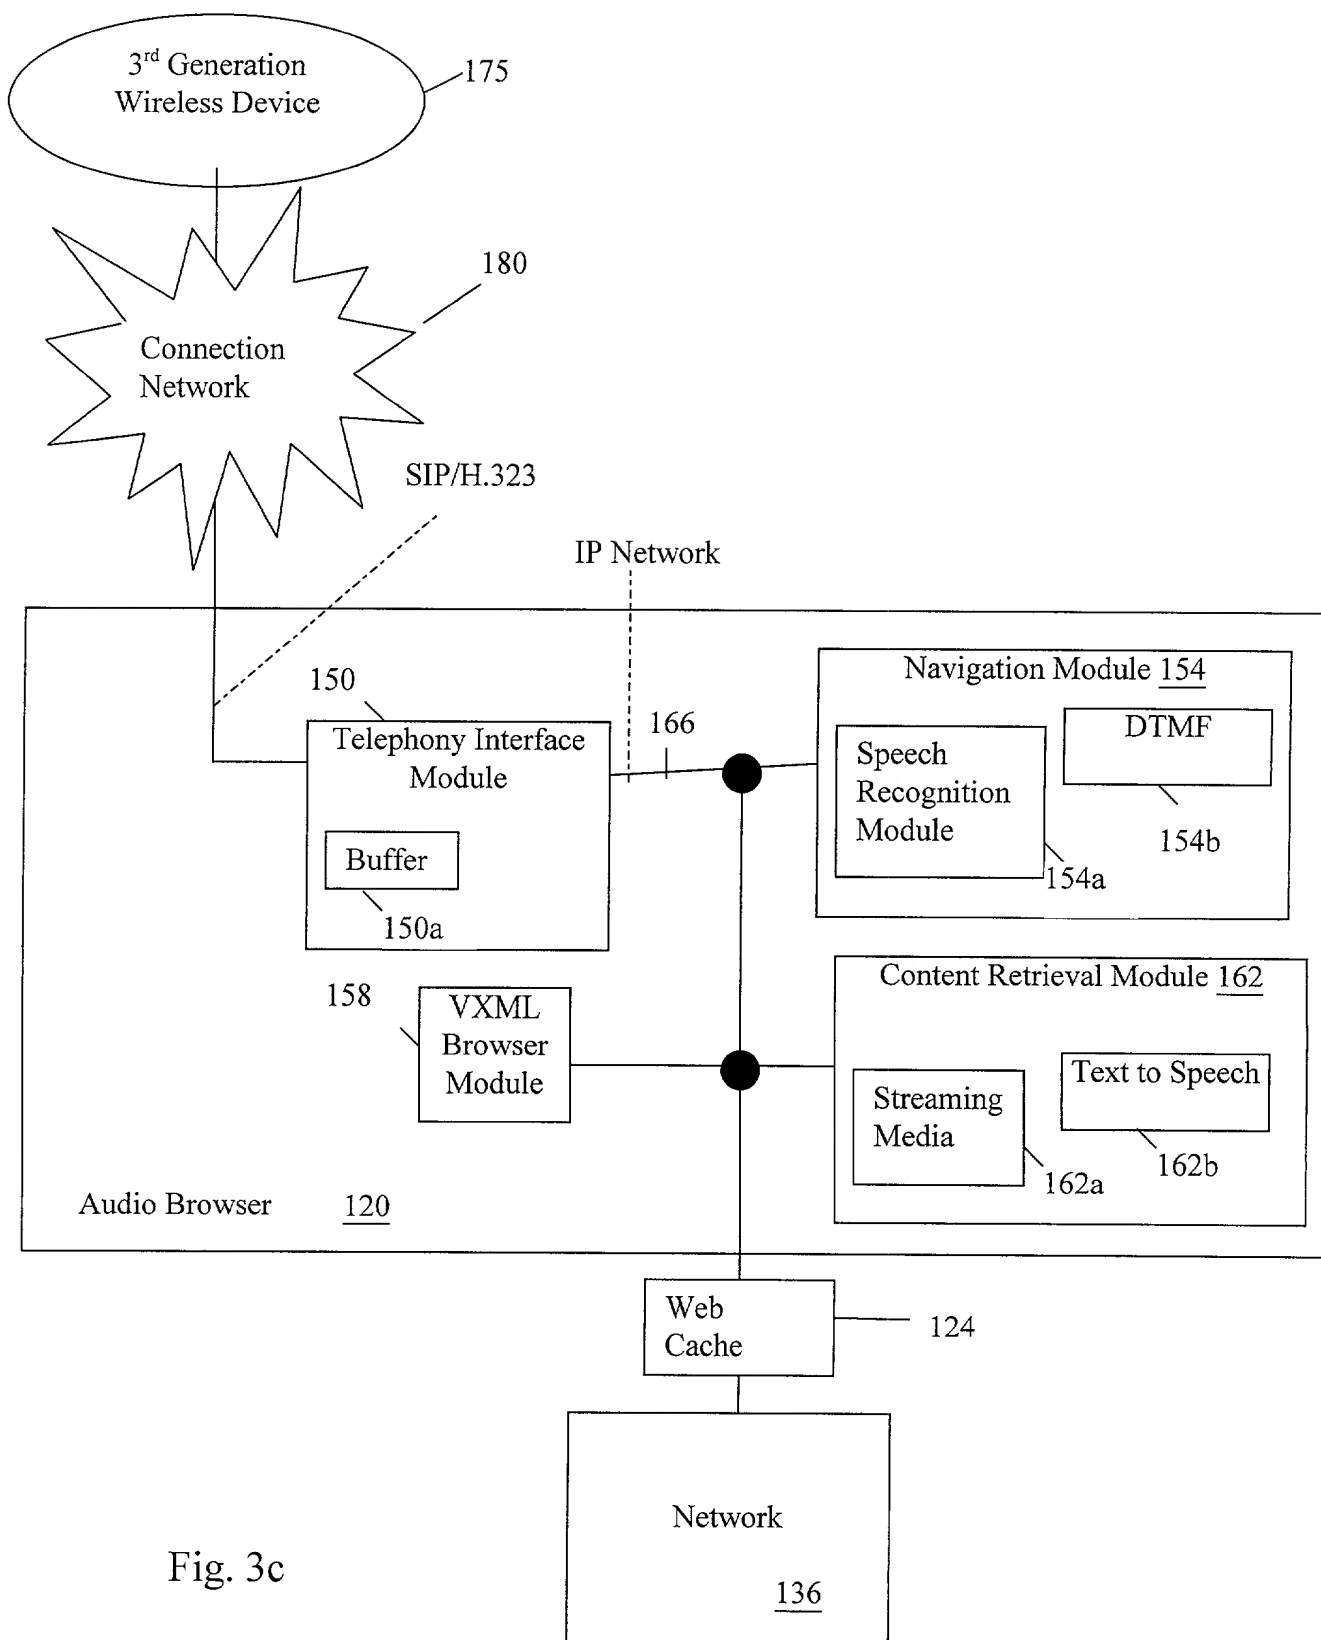 3rd Generation
Wireless Device
175
180
Connection
Network
SIP/H.323
IP Network
150
166
Telephony Interface
Module
Buffer
150a
Navigation Module 154
Speech
Recognition
Module
154a
DTMF
154b
158
VXML
Browser
Module
Content Retrieval Module 162
Streaming
Media
162a
Text to Speech
162b
Audio Browser 120
Web
Cache
124
Network
136
Fig. 3c